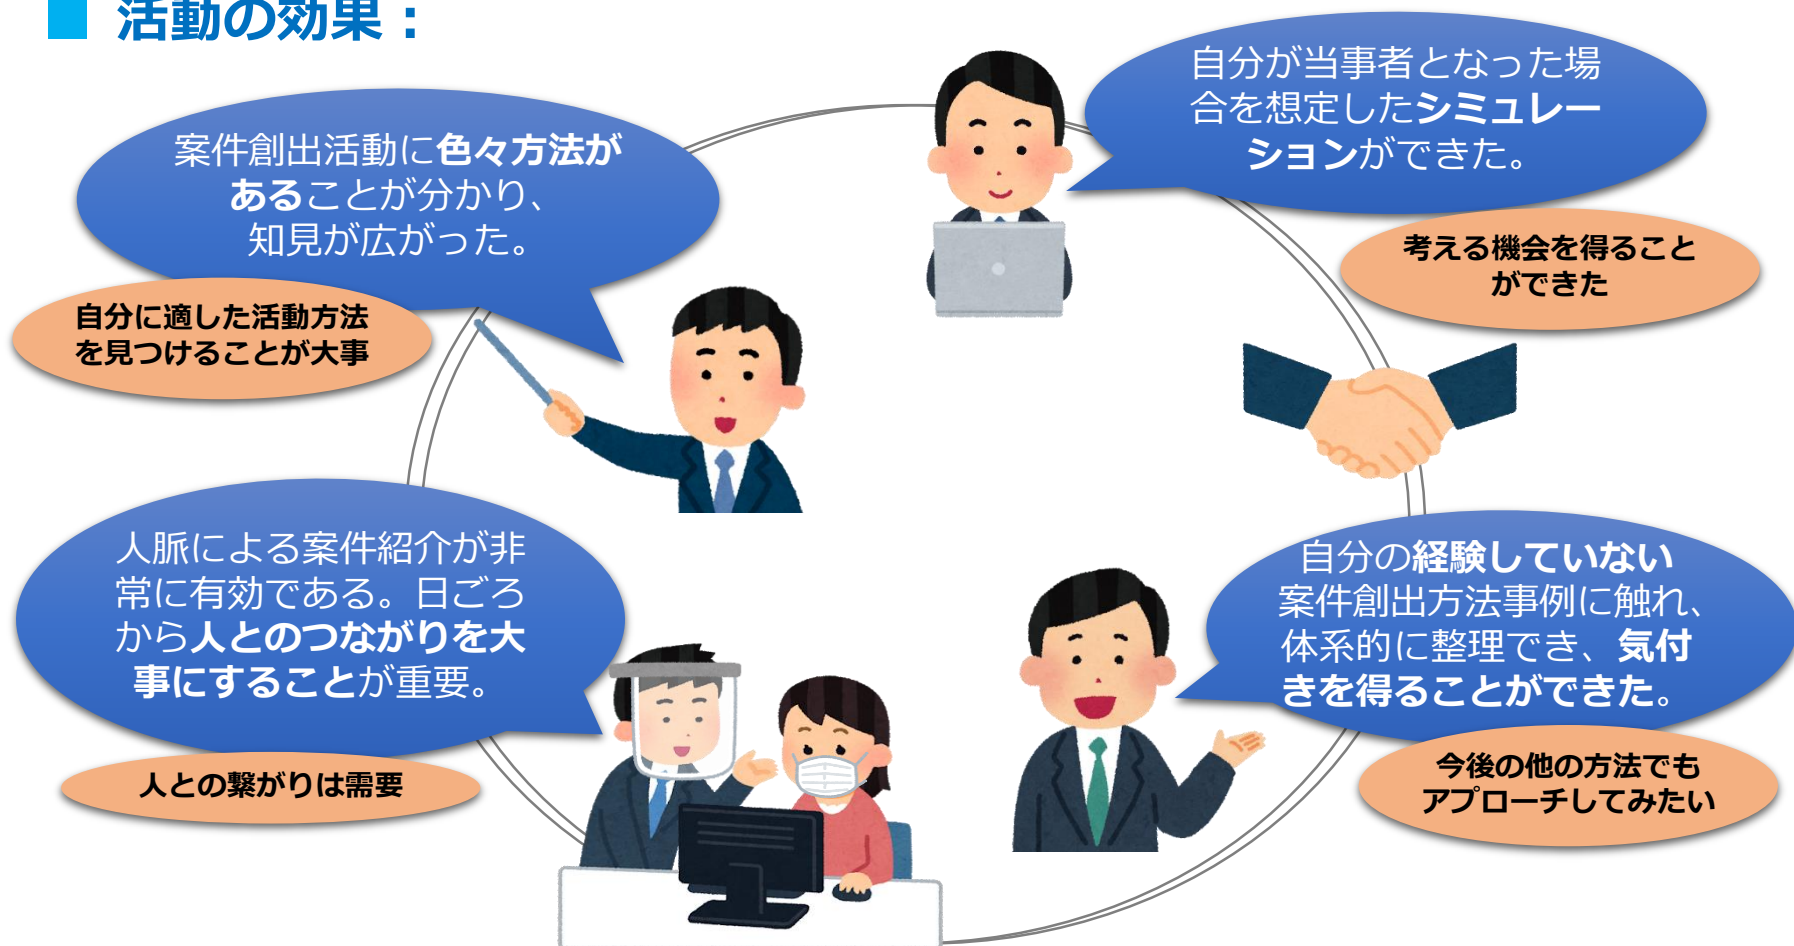 ■ 活動の効果：
案件創出活動に色々方法が
あることが分かり、
知見が広がった。
自分に適した活動方法
を見つけることが大事
自分が当事者となった場
合を想定したシミュレー
ションができた。
考える機会を得ること
ができた
人脈による案件紹介が非
常に有効である。日ごろ
から人とのつながりを大
事にすることが重要。
人との繋がりは需要
自分の経験していない
案件創出方法事例に触れ、
体系的に整理でき、気付
きを得ることができた。
今後の他の方法でも
アプローチしてみたい